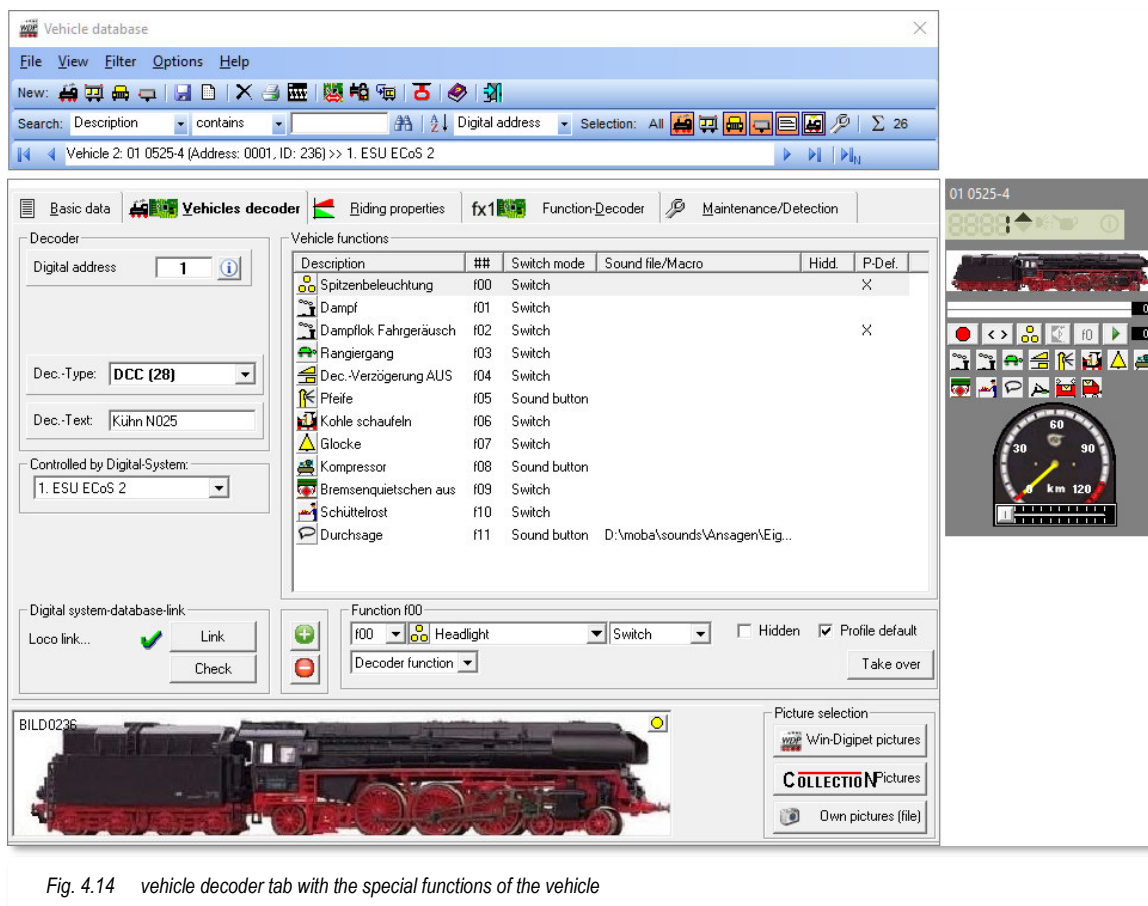 Vehicle database
File View Filter Options Help
New:
Search: Description contains Digital address Selection: All Σ 26
Vehicle 2: 01 0525-4 (Address: 0001, ID: 236) >> 1. ESU ECoS 2
N
Basic data Vehicles decoder Riding properties fx1 Function-Decoder Maintenance/Detection
Decoder
Digital address 1
Dec.-Type: DCC (28)
Dec.-Text: Kühn N025
Controlled by Digital-System:
1. ESU ECoS 2
Vehicle functions
Description ## Switch mode Sound file/Macro Hidd. P-Def.
Spitzenbeleuchtung f00 Switch X
Dampf f01 Switch
Dampflok Fahrgeräusch f02 Switch X
Rangiergang f03 Switch
Dec.-Verzögerung AUS f04 Switch
Pfeife f05 Sound button
Kohle schaufeln f06 Switch
Glocke f07 Switch
Kompressor f08 Sound button
Bremsenquietschen aus f09 Switch
Schüttelrost f10 Switch
Durchsage f11 Sound button D:\moba\sounds\Ansagen\Eig...
Digital system-database-link
Loco link... Link
Check
Function f00
f00 Headlight Switch Hidden Profile default
Decoder function Take over
BILD0236
Picture selection
WDP Win-Digipet pictures
COLLECTION Pictures
Own pictures (file)
01 0525-4
1
0
< > f0 0
60
30 90
0 km 120
Fig. 4.14 vehicle decoder tab with the special functions of the vehicle